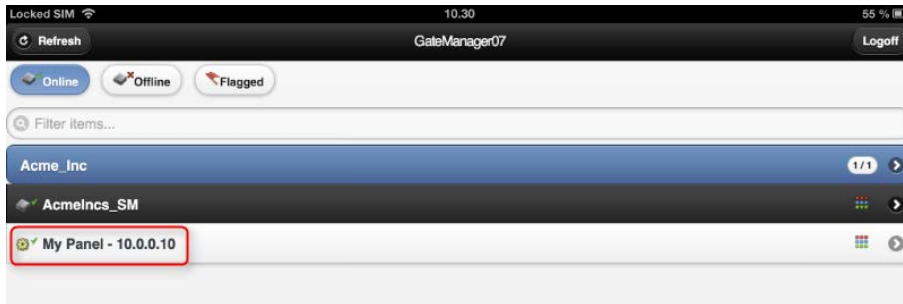 Locked SIM 10.30 55 %
Refresh GateManager07 Logoff
Online Offline Flagged
Filter items...
Acme_Inc 1/1
AcmeIncs_SM
My Panel - 10.0.0.10